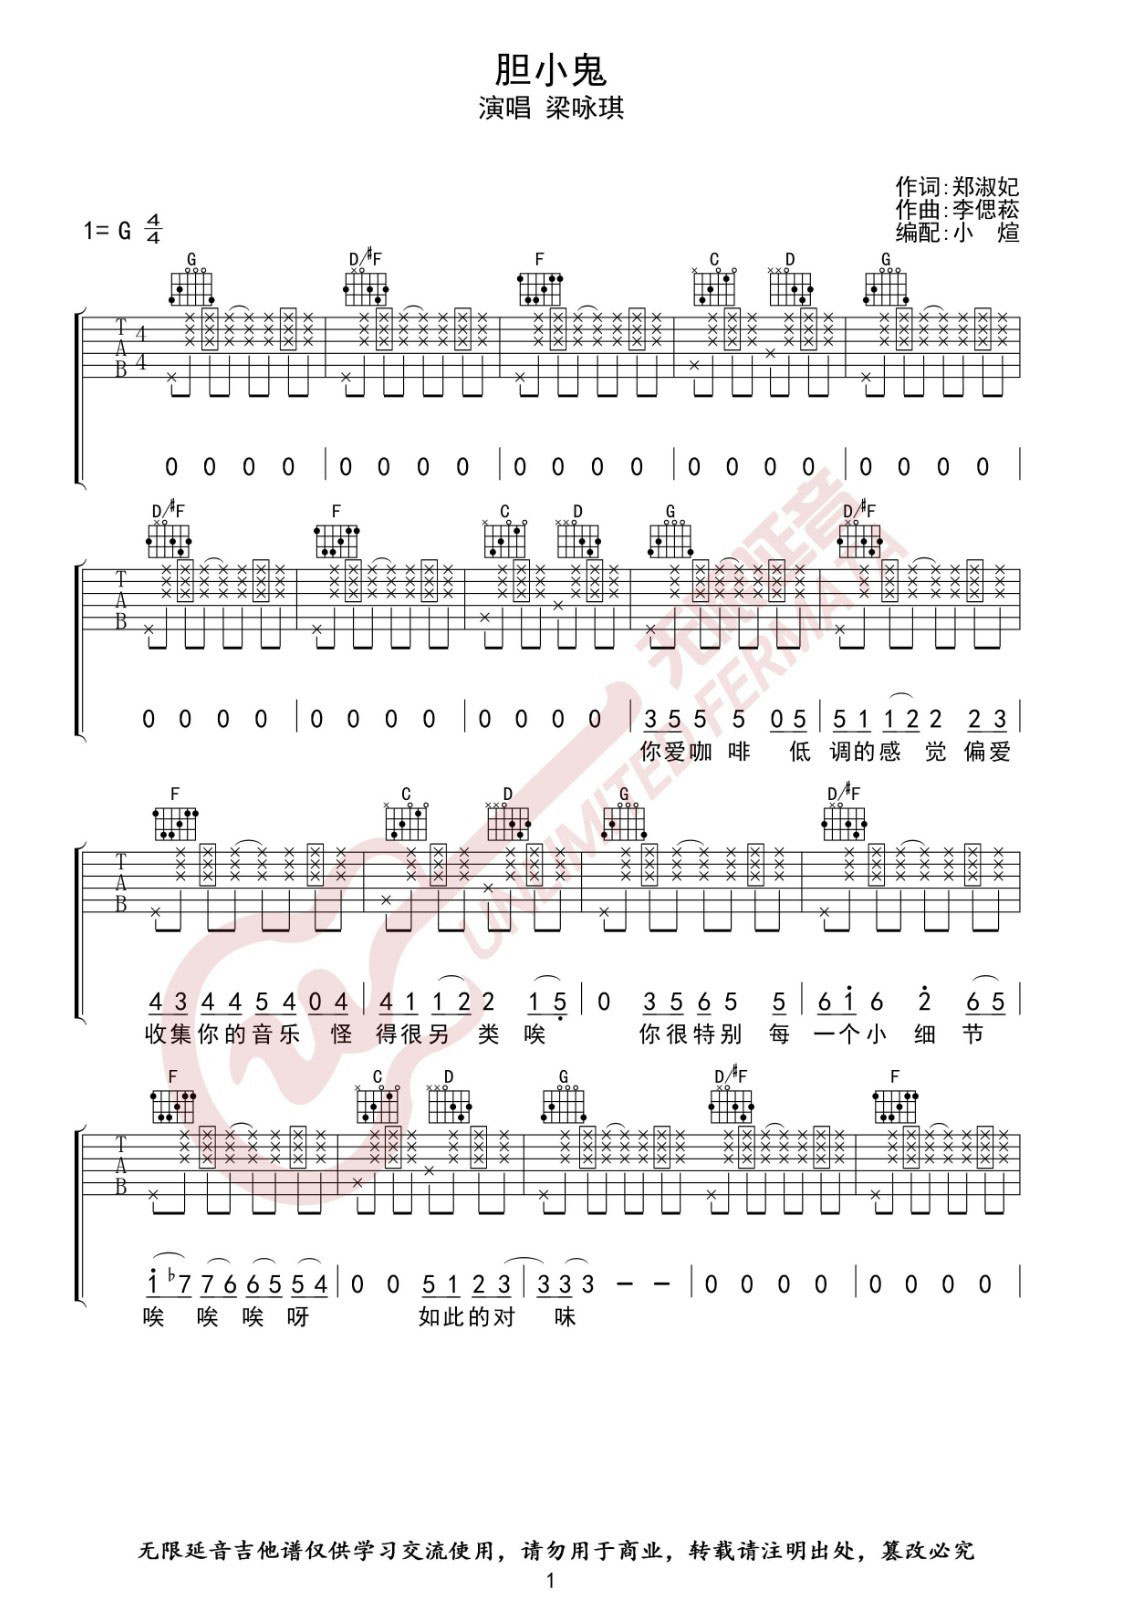 胆小鬼
演唱 梁咏琪
作词:郑淑妃
作曲:李偲菘
编配:小 煊
1= G 4/4
G D/#F F C D G
T A B 4 4
0 0 0 0 | 0 0 0 0 | 0 0 0 0 | 0 0 0 0 | 0 0 0 0 |
D/#F F C D G D/#F
T A B
0 0 0 0 | 0 0 0 0 | 0 0 0 0 | 3 5 5 5 0 5 | 5 1 1 2 2 2 3 |
你爱咖 啡 低 调的感 觉 偏爱
F C D G D/#F
T A B
4 3 4 4 5 4 0 4 | 4 1 1 2 2 1 5 | 0 3 5 6 5 5 | 6 1 6 2 6 5 |
收集你的音乐 怪 得很另 类 唉 你很特别 每 一个小 细 节
F C D G D/#F F
T A B
1 ♭7 7 6 6 5 5 4 | 0 0 5 1 2 3 | 3 3 3 — — | 0 0 0 0 | 0 0 0 0 |
唉 唉 唉 呀 如此的对 味
无限延音
UNLIMITED FERMATA
无限延音吉他谱仅供学习交流使用，请勿用于商业，转载请注明出处，篡改必究
1